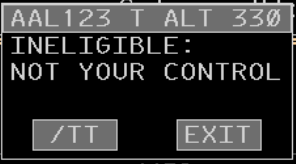 AAL123 T ALT 330
INELIGIBLE:
NOT YOUR CONTROL
/TT EXIT